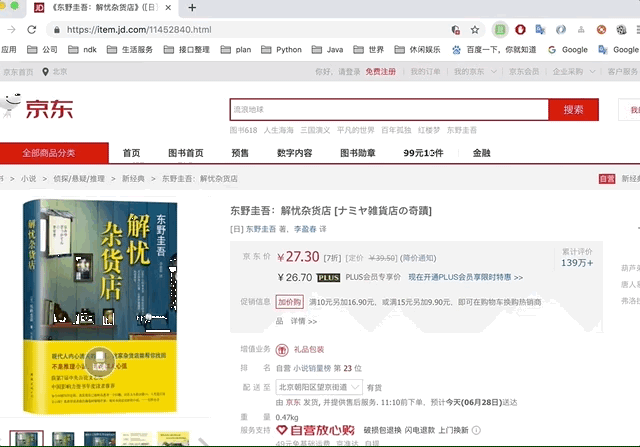 《东野圭吾：解忧杂货店》([日
https://item.jd.com/11452840.html
应用 公司 ndk 生活服务 接口整理 plan Python Java 世界 休闲娱乐 百度一下，你就知道 Google Google
京东首页 北京 你好，请登录 免费注册 我的订单 我的京东 京东会员 企业采购 客户服务
JD
京东
流浪地球 搜索 我
图书618 人生海海 三国演义 平凡的世界 百年孤独 红楼梦 东野圭吾
全部商品分类 首页 图书首页 预售 数字内容 图书勋章 99元10件 金融
书 > 小说 > 侦探/悬疑/推理 > 新经典 > 东野圭吾：解忧杂货店 自营 新经典
东野圭吾：解忧杂货店 [ナミヤ雑貨店の奇蹟]
[日] 东野圭吾 著，李盈春 译
京 东 价 ￥27.30 [7折] [定价 ￥39.50] (降价通知) 累计评价
139万+
￥26.70 PLUS PLUS会员专享价 现在开通PLUS会员享限时特惠 >>
促销信息 加价购 满10元另加16.90元，或满15元另加9.90元，即可在购物车换购热销商
品 详情 >>
增值业务 礼品包装
排 名 自营 小说销量榜 第 23 位
配 送 至 北京朝阳区望京街道 有货
由 京东 发货，并提供售后服务. 11:10前下单，预计今天(06月28日)送达
重 量 0.47kg
服务支持 自营放心购 破损包退换 闪电退款 上门换新
解忧
杂货店
东野圭吾
解忧杂货店